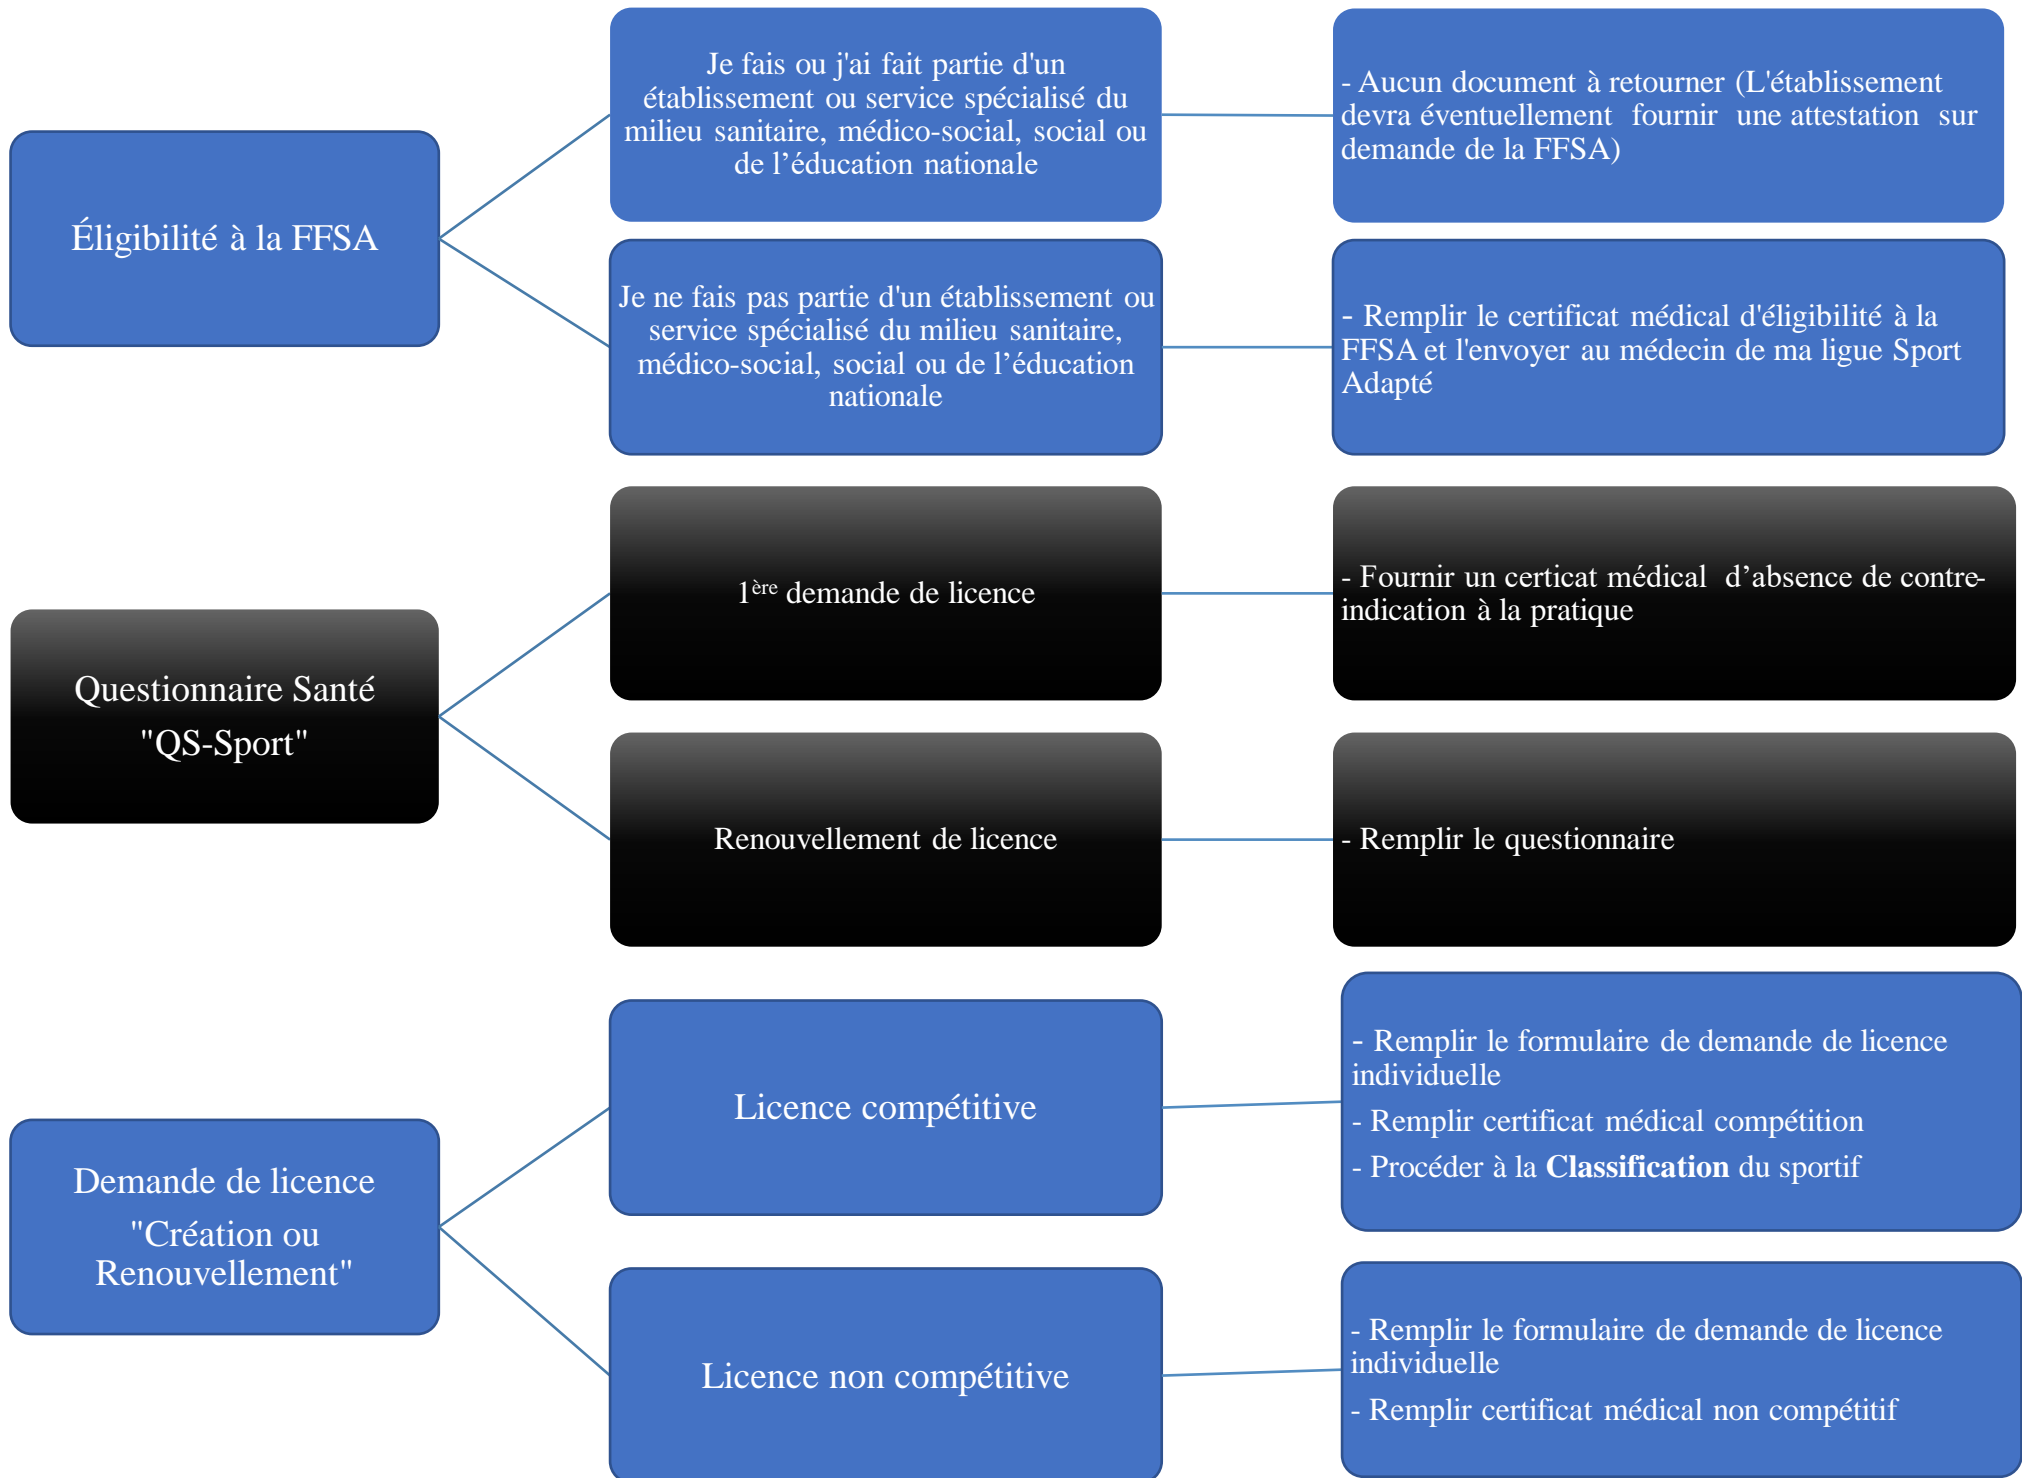 Éligibilité à la FFSA
Je fais ou j'ai fait partie d'un
établissement ou service spécialisé du
milieu sanitaire, médico-social, social ou
de l’éducation nationale
- Aucun document à retourner (L'établissement
devra éventuellement fournir une attestation sur
demande de la FFSA)
Je ne fais pas partie d'un établissement ou
service spécialisé du milieu sanitaire,
médico-social, social ou de l’éducation
nationale
- Remplir le certificat médical d'éligibilité à la
FFSA et l'envoyer au médecin de ma ligue Sport
Adapté
Questionnaire Santé
"QS-Sport"
1ère demande de licence
- Fournir un certicat médical d’absence de contre-
indication à la pratique
Renouvellement de licence
- Remplir le questionnaire
Demande de licence
"Création ou
Renouvellement"
Licence compétitive
- Remplir le formulaire de demande de licence
individuelle
- Remplir certificat médical compétition
- Procéder à la Classification du sportif
Licence non compétitive
- Remplir le formulaire de demande de licence
individuelle
- Remplir certificat médical non compétitif